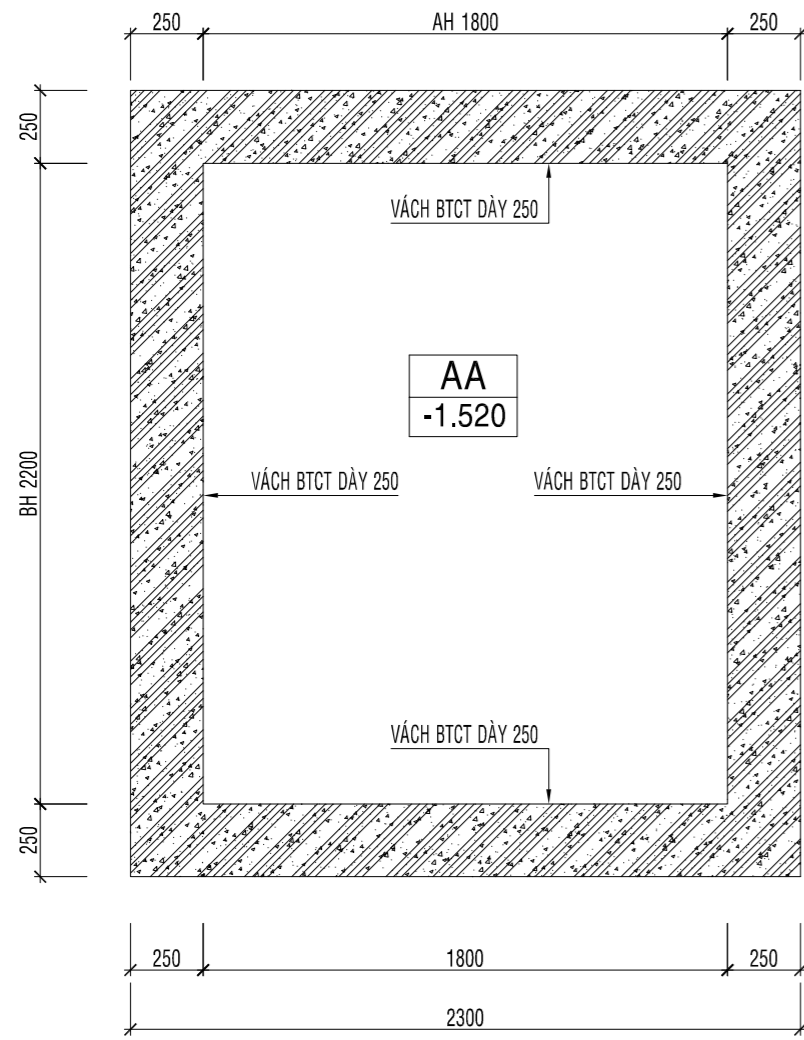 250 AH 1800 250
250
VÁCH BTCT DÀY 250
AA
-1.520
BH 2200
VÁCH BTCT DÀY 250 VÁCH BTCT DÀY 250
VÁCH BTCT DÀY 250
250
250 1800 250
2300